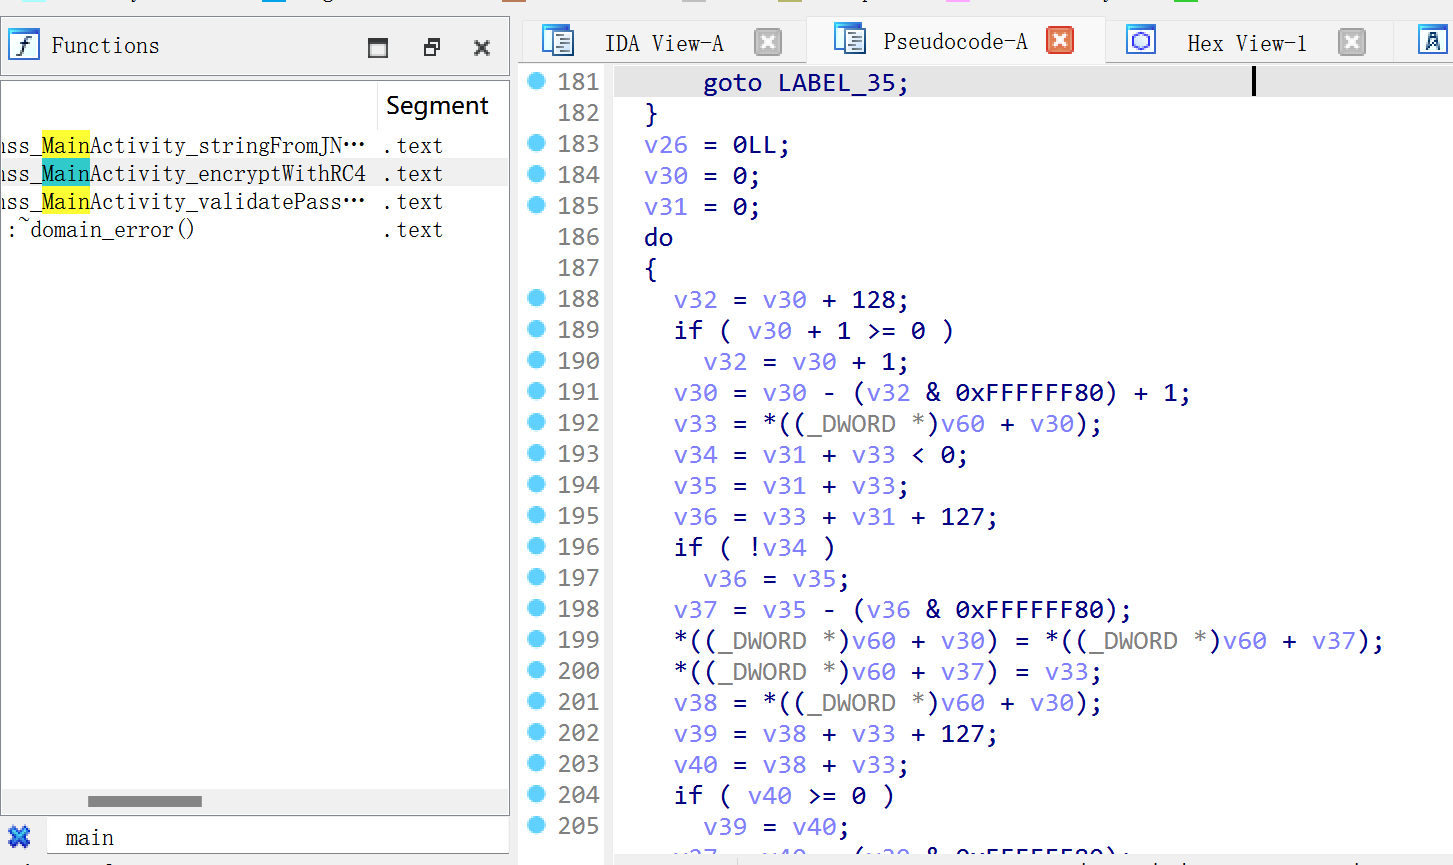 Functions
Segment
nss_MainActivity_stringFromJN… .text
nss_MainActivity_encryptWithRC4 .text
nss_MainActivity_validatePass… .text
:~domain_error() .text
main
IDA View-A
Pseudocode-A
Hex View-1
181 goto LABEL_35;
182 }
183 v26 = 0LL;
184 v30 = 0;
185 v31 = 0;
186 do
187 {
188 v32 = v30 + 128;
189 if ( v30 + 1 >= 0 )
190 v32 = v30 + 1;
191 v30 = v30 - (v32 & 0xFFFFFF80) + 1;
192 v33 = *((_DWORD *)v60 + v30);
193 v34 = v31 + v33 < 0;
194 v35 = v31 + v33;
195 v36 = v33 + v31 + 127;
196 if ( !v34 )
197 v36 = v35;
198 v37 = v35 - (v36 & 0xFFFFFF80);
199 *((_DWORD *)v60 + v30) = *((_DWORD *)v60 + v37);
200 *((_DWORD *)v60 + v37) = v33;
201 v38 = *((_DWORD *)v60 + v30);
202 v39 = v38 + v33 + 127;
203 v40 = v38 + v33;
204 if ( v40 >= 0 )
205 v39 = v40;